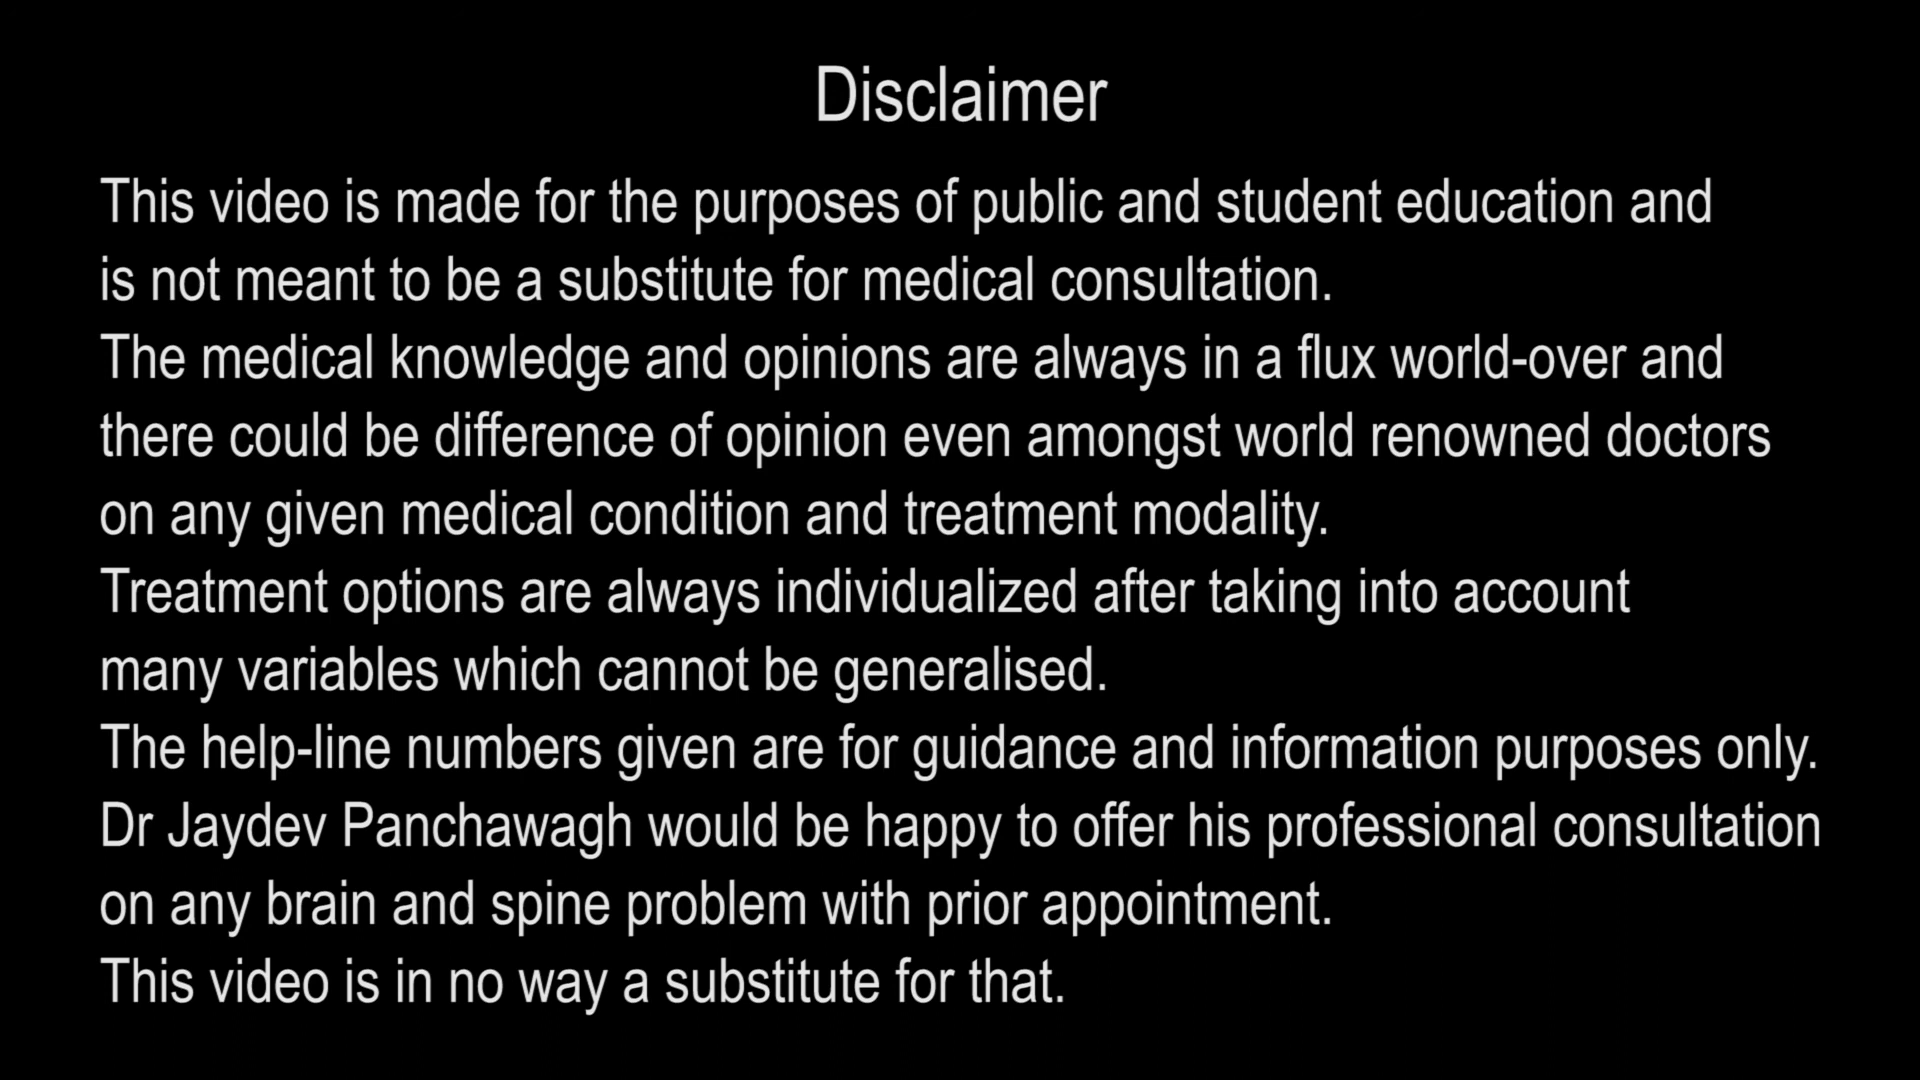 Disclaimer
This video is made for the purposes of public and student education and
is not meant to be a substitute for medical consultation.
The medical knowledge and opinions are always in a flux world-over and
there could be difference of opinion even amongst world renowned doctors
on any given medical condition and treatment modality.
Treatment options are always individualized after taking into account
many variables which cannot be generalised.
The help-line numbers given are for guidance and information purposes only.
Dr Jaydev Panchawagh would be happy to offer his professional consultation
on any brain and spine problem with prior appointment.
This video is in no way a substitute for that.